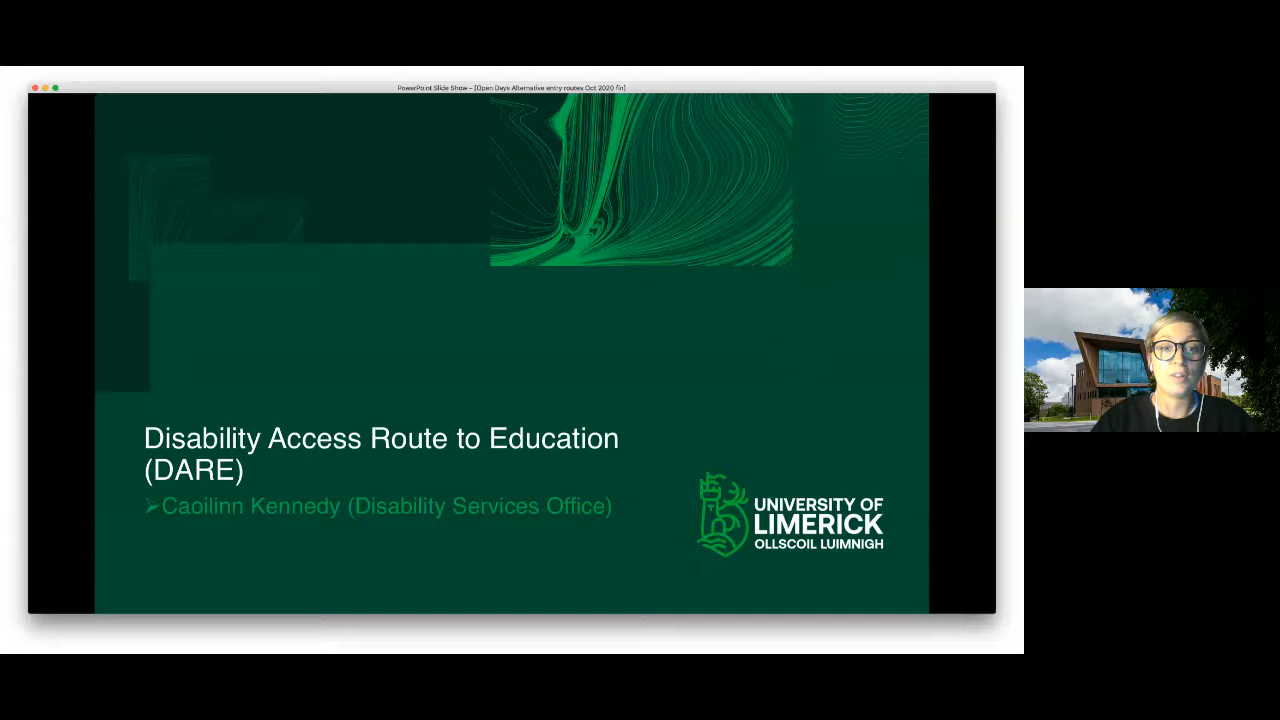 PowerPoint Slide Show - [Open Days Alternative entry routes Oct 2020 fin]
Disability Access Route to Education
(DARE)
➢Caoilinn Kennedy (Disability Services Office)
UNIVERSITY OF
LIMERICK
OLLSCOIL LUIMNIGH